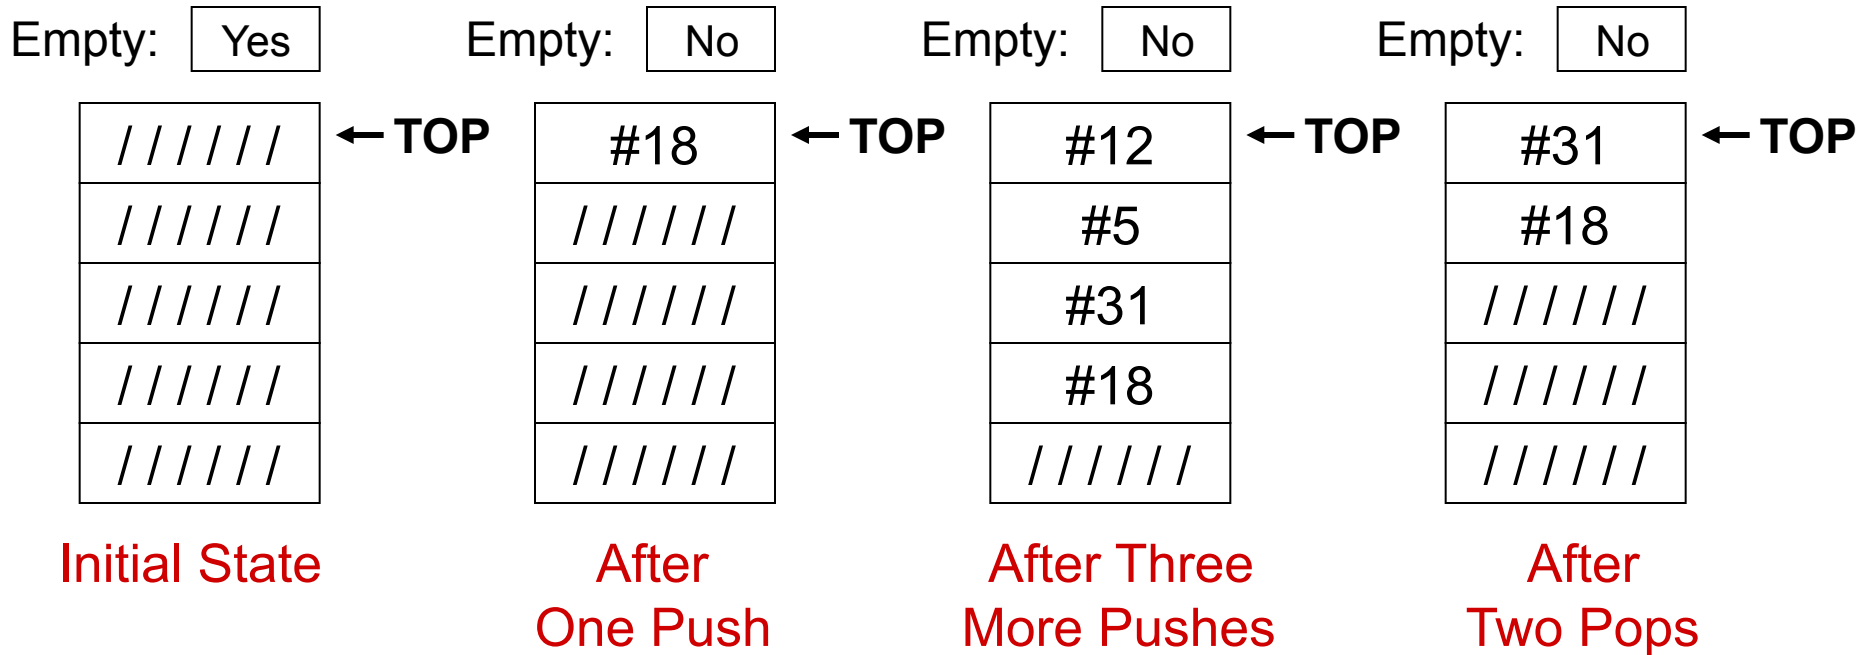 Empty: Yes Empty: No Empty: No Empty: No
/ / / / / / ← TOP #18 ← TOP #12 ← TOP #31 ← TOP
/ / / / / / / / / / / / #5 #18
/ / / / / / / / / / / / #31 / / / / / /
/ / / / / / / / / / / / #18 / / / / / /
/ / / / / / / / / / / / / / / / / / / / / / / /
Initial State After After Three After
One Push More Pushes Two Pops